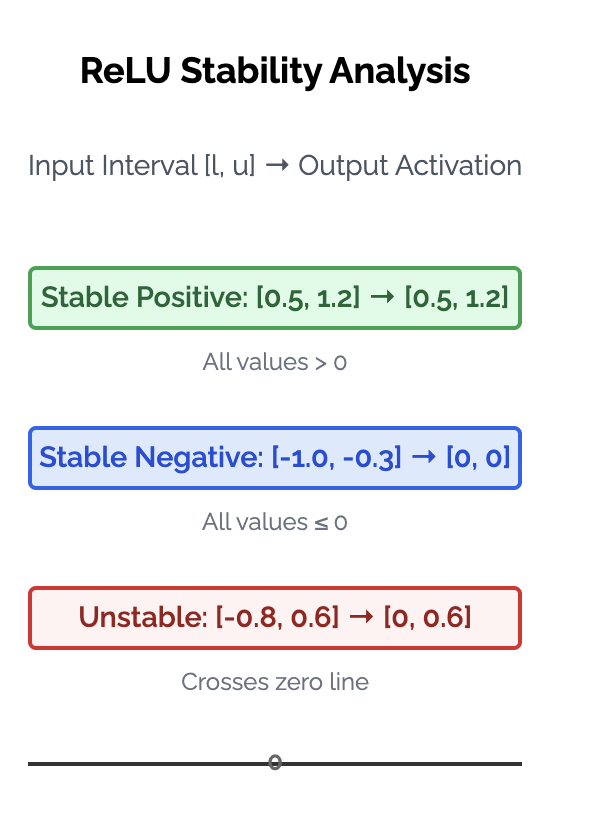 ReLU Stability Analysis
Input Interval [l, u] → Output Activation
Stable Positive: [0.5, 1.2] → [0.5, 1.2]
All values > 0
Stable Negative: [-1.0, -0.3] → [0, 0]
All values ≤ 0
Unstable: [-0.8, 0.6] → [0, 0.6]
Crosses zero line
0